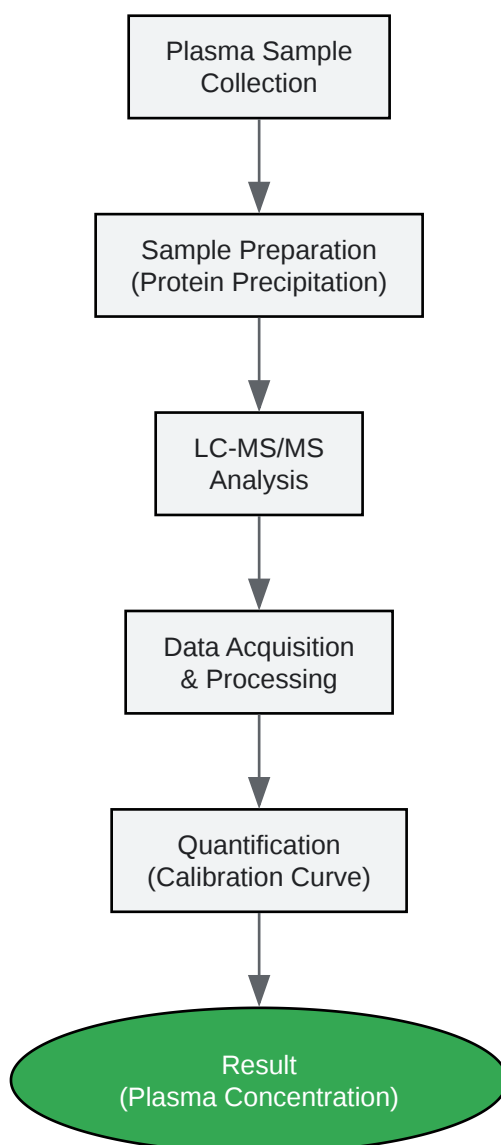 Plasma Sample
Collection
Sample Preparation
(Protein Precipitation)
LC-MS/MS
Analysis
Data Acquisition
& Processing
Quantification
(Calibration Curve)
Result
(Plasma Concentration)